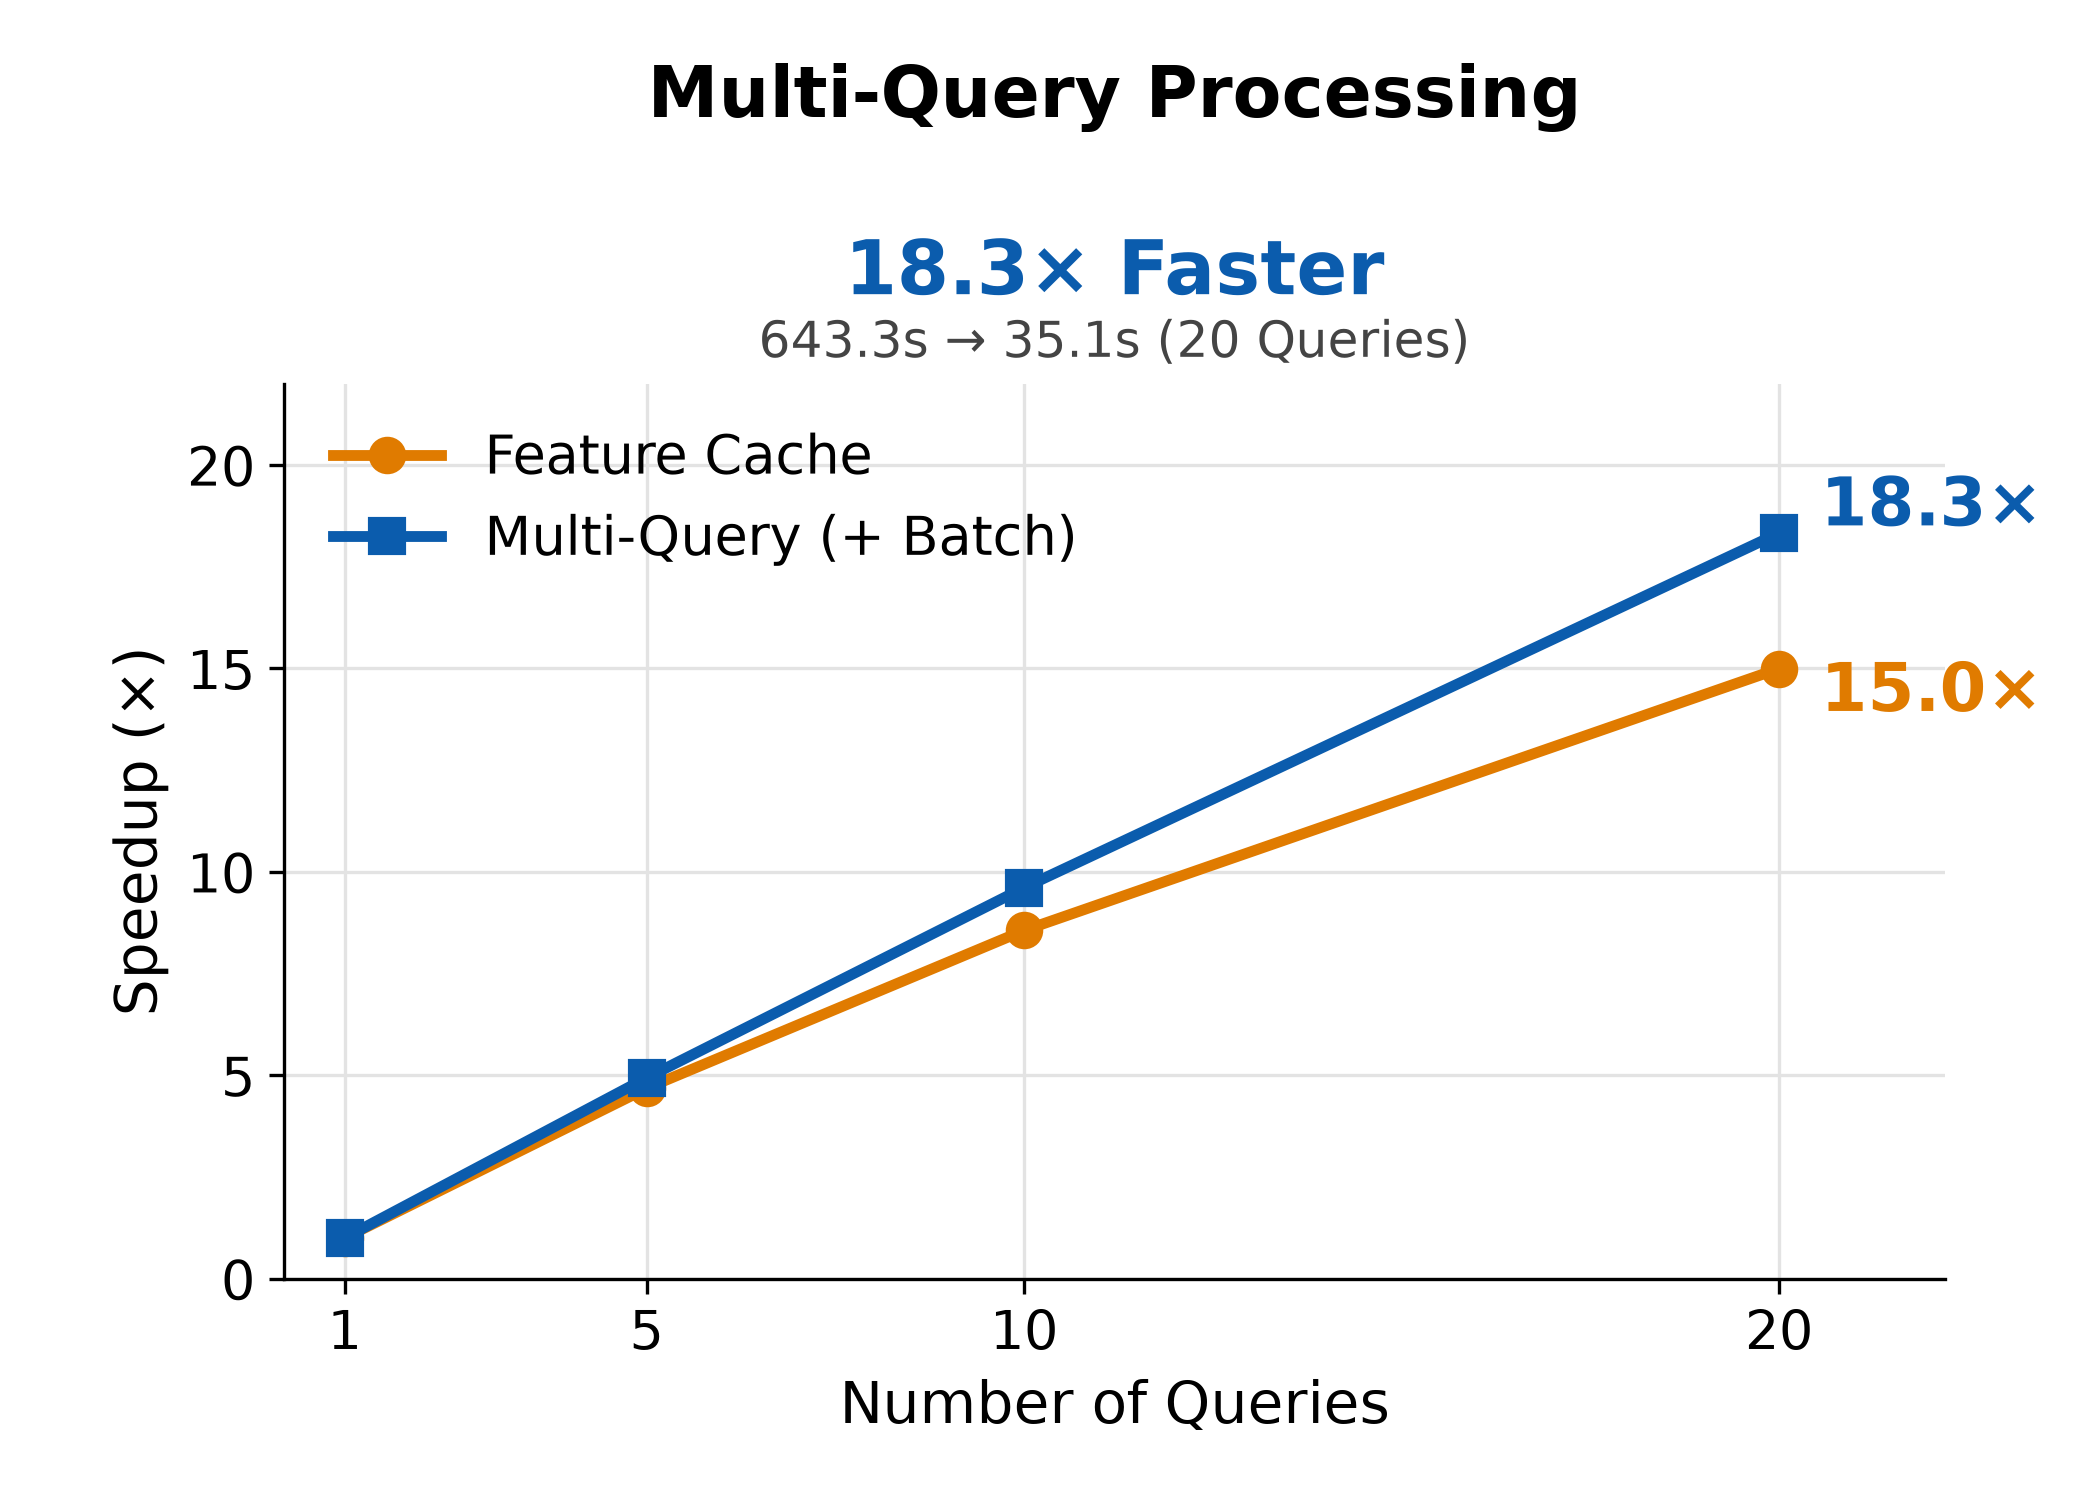 Multi-Query Processing
18.3× Faster
643.3s → 35.1s (20 Queries)
Feature Cache
Multi-Query (+ Batch)
18.3×
15.0×
Speedup (×)
20
15
10
5
0
1 5 10 20
Number of Queries